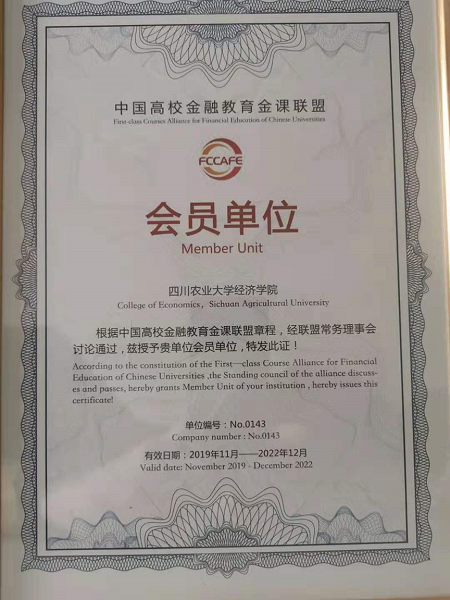 中国高校金融教育金课联盟
First-class Courses Alliance for Financial Education of Chinese Universities
FCCAFE
会员单位
Member Unit
四川农业大学经济学院
College of Economics, Sichuan Agricultural University
根据中国高校金融教育金课联盟章程，经联盟常务理事会
讨论通过，兹授予贵单位会员单位，特发此证！
According to the constitution of the First—class Course Alliance for Financial
Education of Chinese Universities ,the Standing council of the alliance discuss-
es and passes, hereby grants Member Unit of your institution , hereby issues this
certificate!
单位编号：No.0143
Company number : No.0143
有效日期：2019年11月——2022年12月
Valid date: November 2019 - December 2022